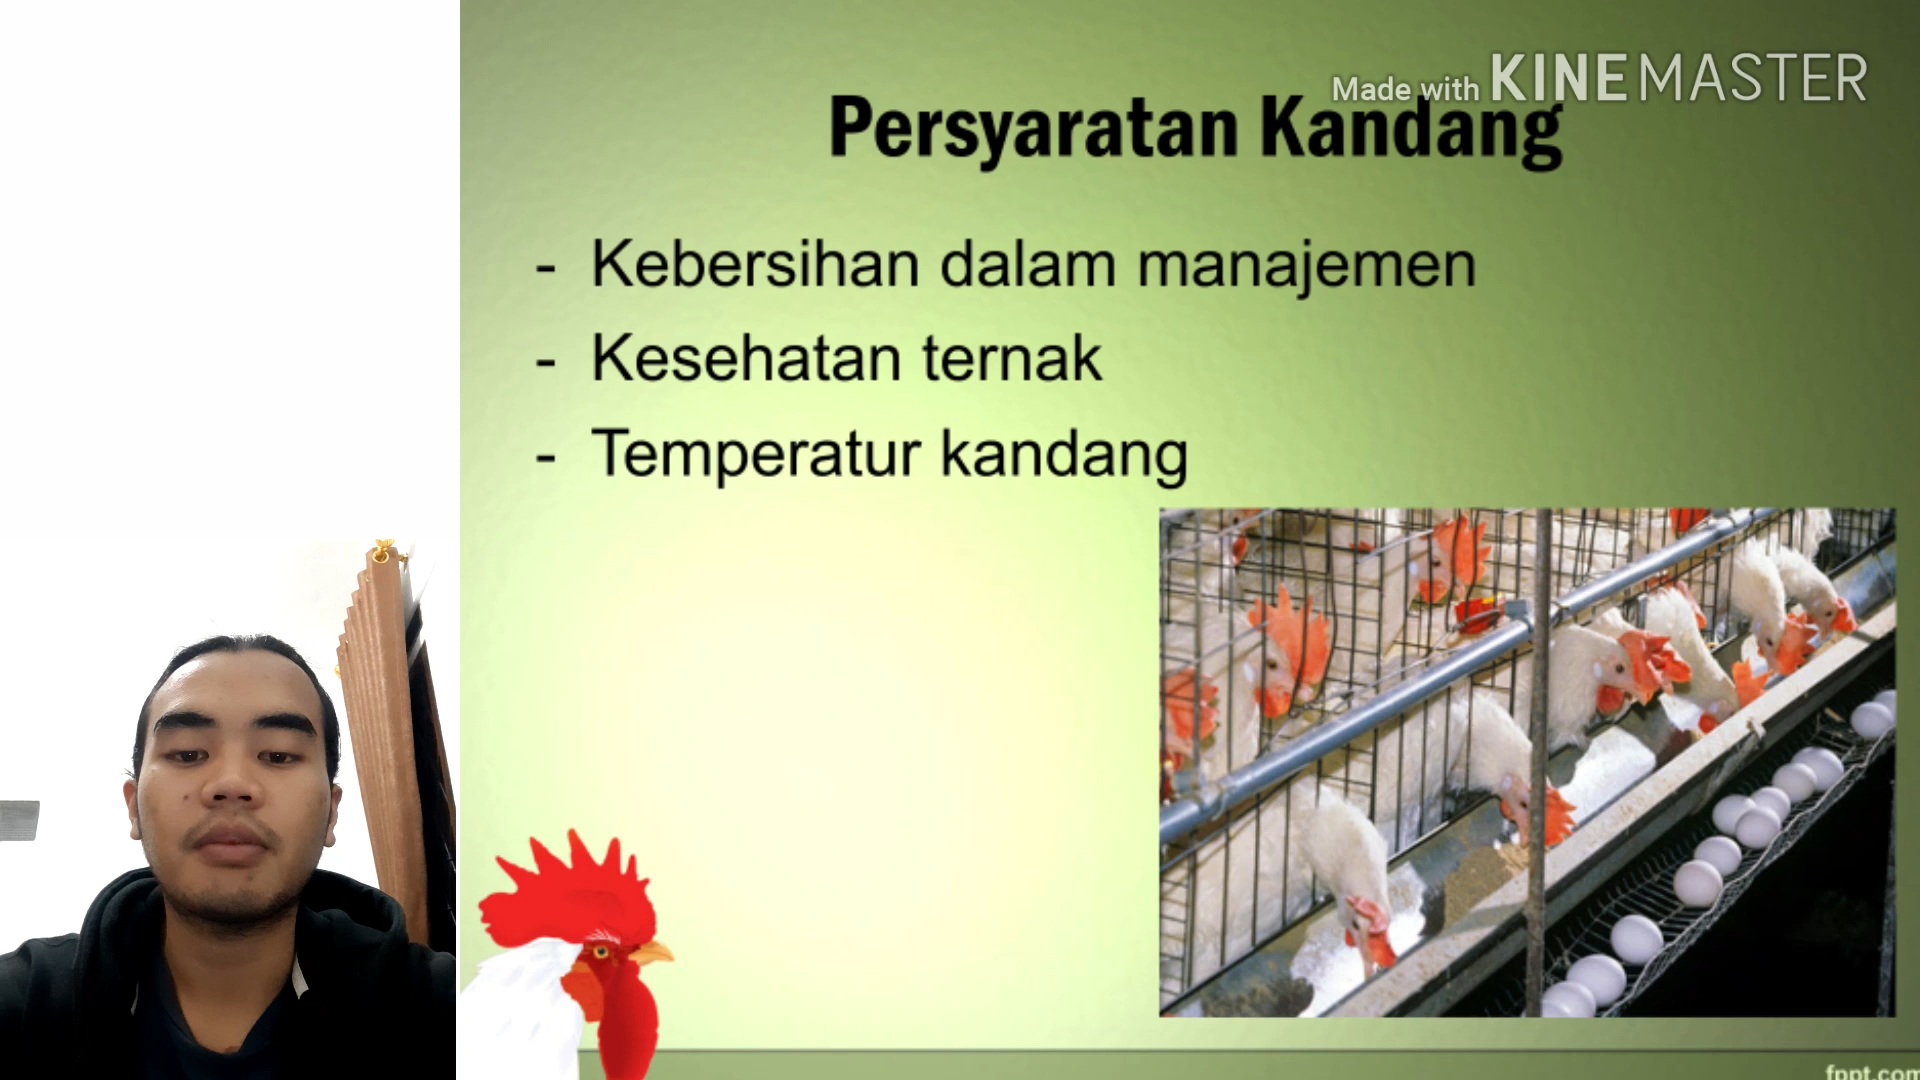 Made with KINEMASTER
Persyaratan Kandang
- Kebersihan dalam manajemen
- Kesehatan ternak
- Temperatur kandang
fppt.com